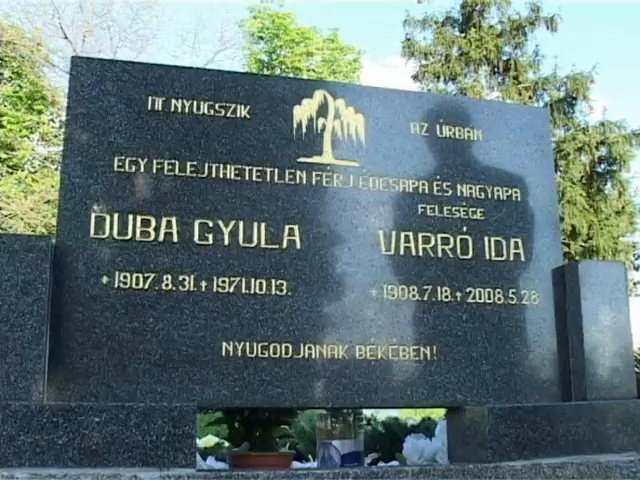 ITT NYUGSZIK AZ ÚRBAN
EGY FELEJTHETETLEN FÉRJ ÉDESAPA ÉS NAGYAPA
FELESÉGE
DUBA GYULA VARRÓ IDA
+1907.8.31.+1971.10.13. +1908.7.18.+2008.5.28
NYUGODJANAK BÉKÉBEN!